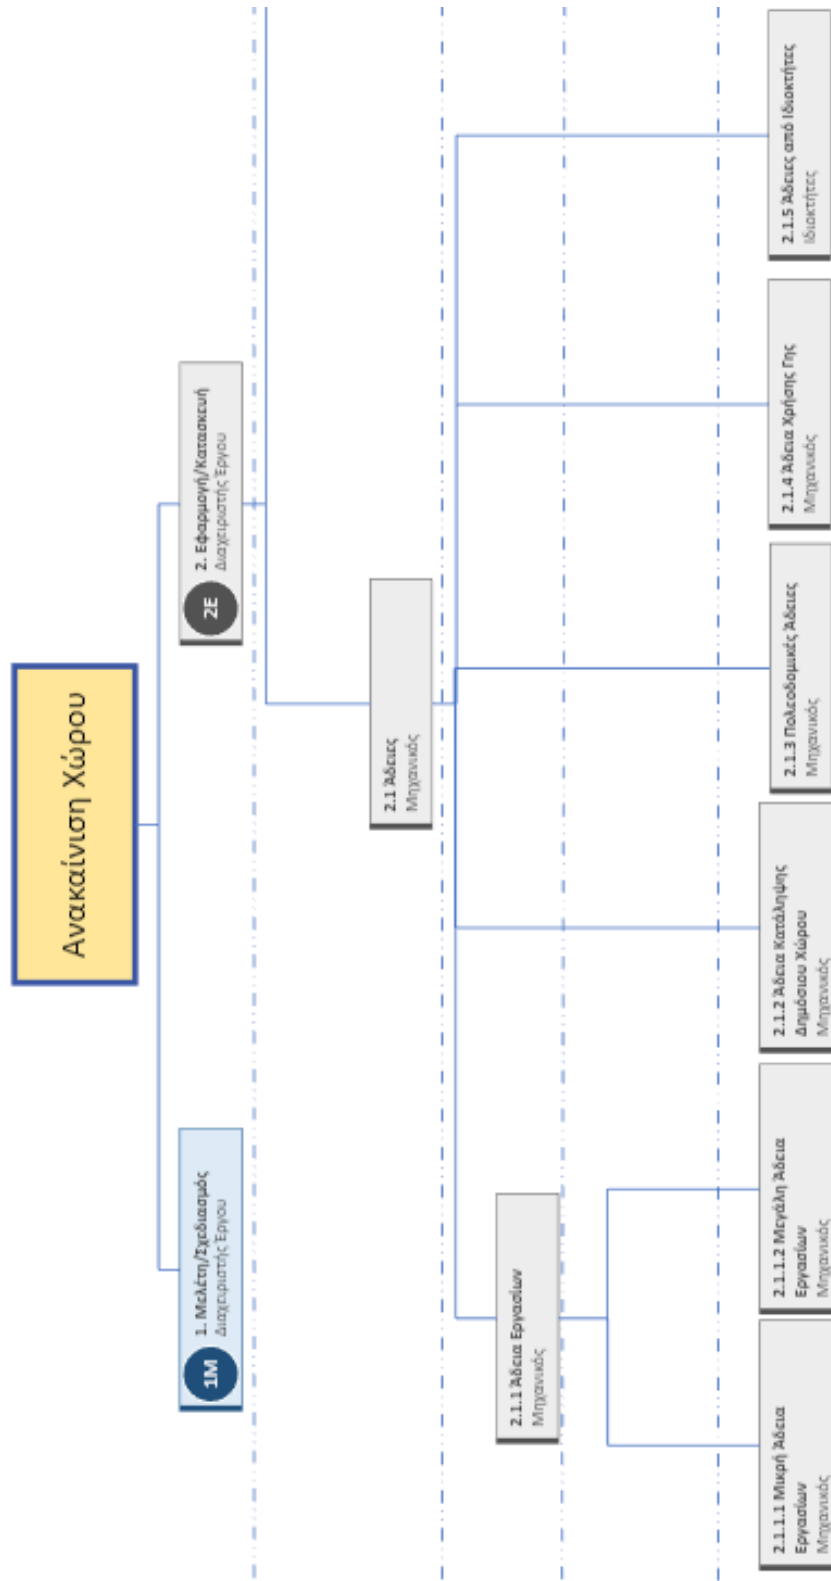 Ανακαίνιση Χώρου
1M
1. Μελέτη/Σχεδιασμός
Διαχειριστής Έργου
2E
2. Εφαρμογή/Κατασκευή
Διαχειριστής Έργου
2.1 Άδειες
Μηχανικός
2.1.1 Άδεια Εργασίων
Μηχανικός
2.1.1.1 Μικρή Άδεια
Εργασίων
Μηχανικός
2.1.1.2 Μεγάλη Άδεια
Εργασίων
Μηχανικός
2.1.2 Άδεια Κατάληψης
Δημόσιου Χώρου
Μηχανικός
2.1.3 Πολεοδομικές Άδειες
Μηχανικός
2.1.4 Άδεια Χρήσης Γης
Μηχανικός
2.1.5 Άδειες από Ιδιοκτήτες
Ιδιοκτήτες